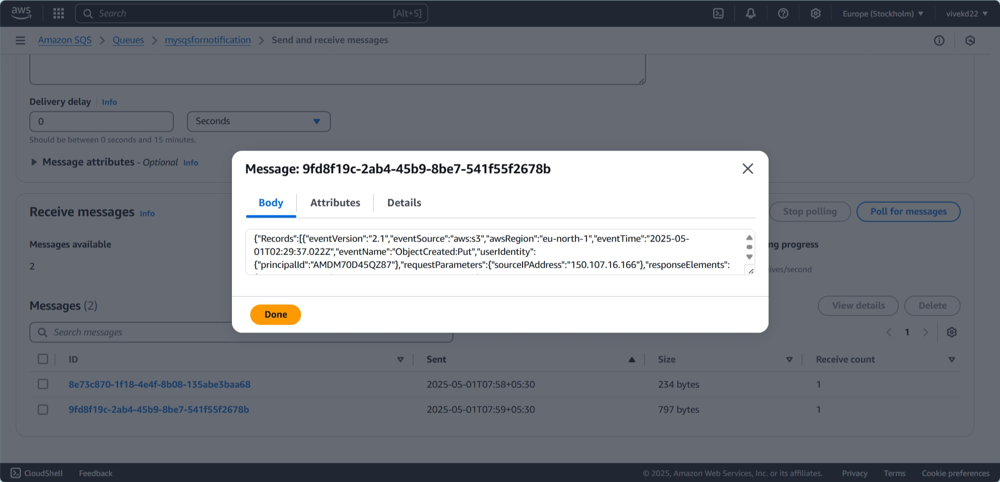 aws
Search [Alt+S]
Europe (Stockholm)
vivekd22
Amazon SQS
Queues
mysqsfornotification
Send and receive messages
Delivery delay
Info
0
Seconds
Should be between 0 seconds and 15 minutes.
Message attributes - Optional Info
Receive messages Info
Stop polling
Poll for messages
Messages available
2
ng progress
ives/second
Message: 9fd8f19c-2ab4-45b9-8be7-541f55f2678b
Body
Attributes
Details
{"Records":[{"eventVersion":"2.1","eventSource":"aws:s3","awsRegion":"eu-north-1","eventTime":"2025-05-
01T02:29:37.022Z","eventName":"ObjectCreated:Put","userIdentity":
{"principalId":"AMDM70D45QZ87"},"requestParameters":{"sourceIPAddress":"150.107.16.166"},"responseElements":
Done
Messages (2)
View details
Delete
Search messages
1
ID Sent Size Receive count
8e73c870-1f18-4e4f-8b08-135abe3baa68 2025-05-01T07:58+05:30 234 bytes 1
9fd8f19c-2ab4-45b9-8be7-541f55f2678b 2025-05-01T07:59+05:30 797 bytes 1
CloudShell
Feedback
© 2025, Amazon Web Services, Inc. or its affiliates.
Privacy
Terms
Cookie preferences